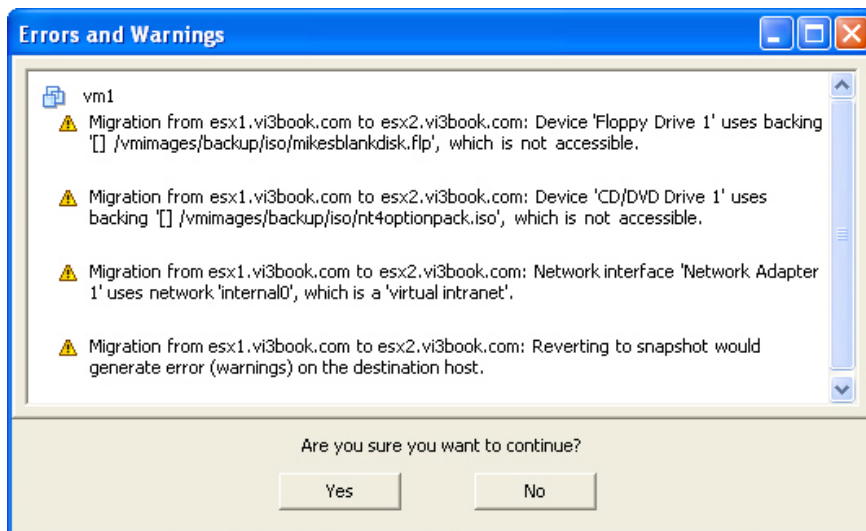 Errors and Warnings
vm1
Migration from esx1.vi3book.com to esx2.vi3book.com: Device 'Floppy Drive 1' uses backing
'[] /vmimages/backup/iso/mikesblankdisk.flp', which is not accessible.
Migration from esx1.vi3book.com to esx2.vi3book.com: Device 'CD/DVD Drive 1' uses
backing '[] /vmimages/backup/iso/nt4optionpack.iso', which is not accessible.
Migration from esx1.vi3book.com to esx2.vi3book.com: Network interface 'Network Adapter
1' uses network 'internal0', which is a 'virtual intranet'.
Migration from esx1.vi3book.com to esx2.vi3book.com: Reverting to snapshot would
generate error (warnings) on the destination host.
Are you sure you want to continue?
Yes
No